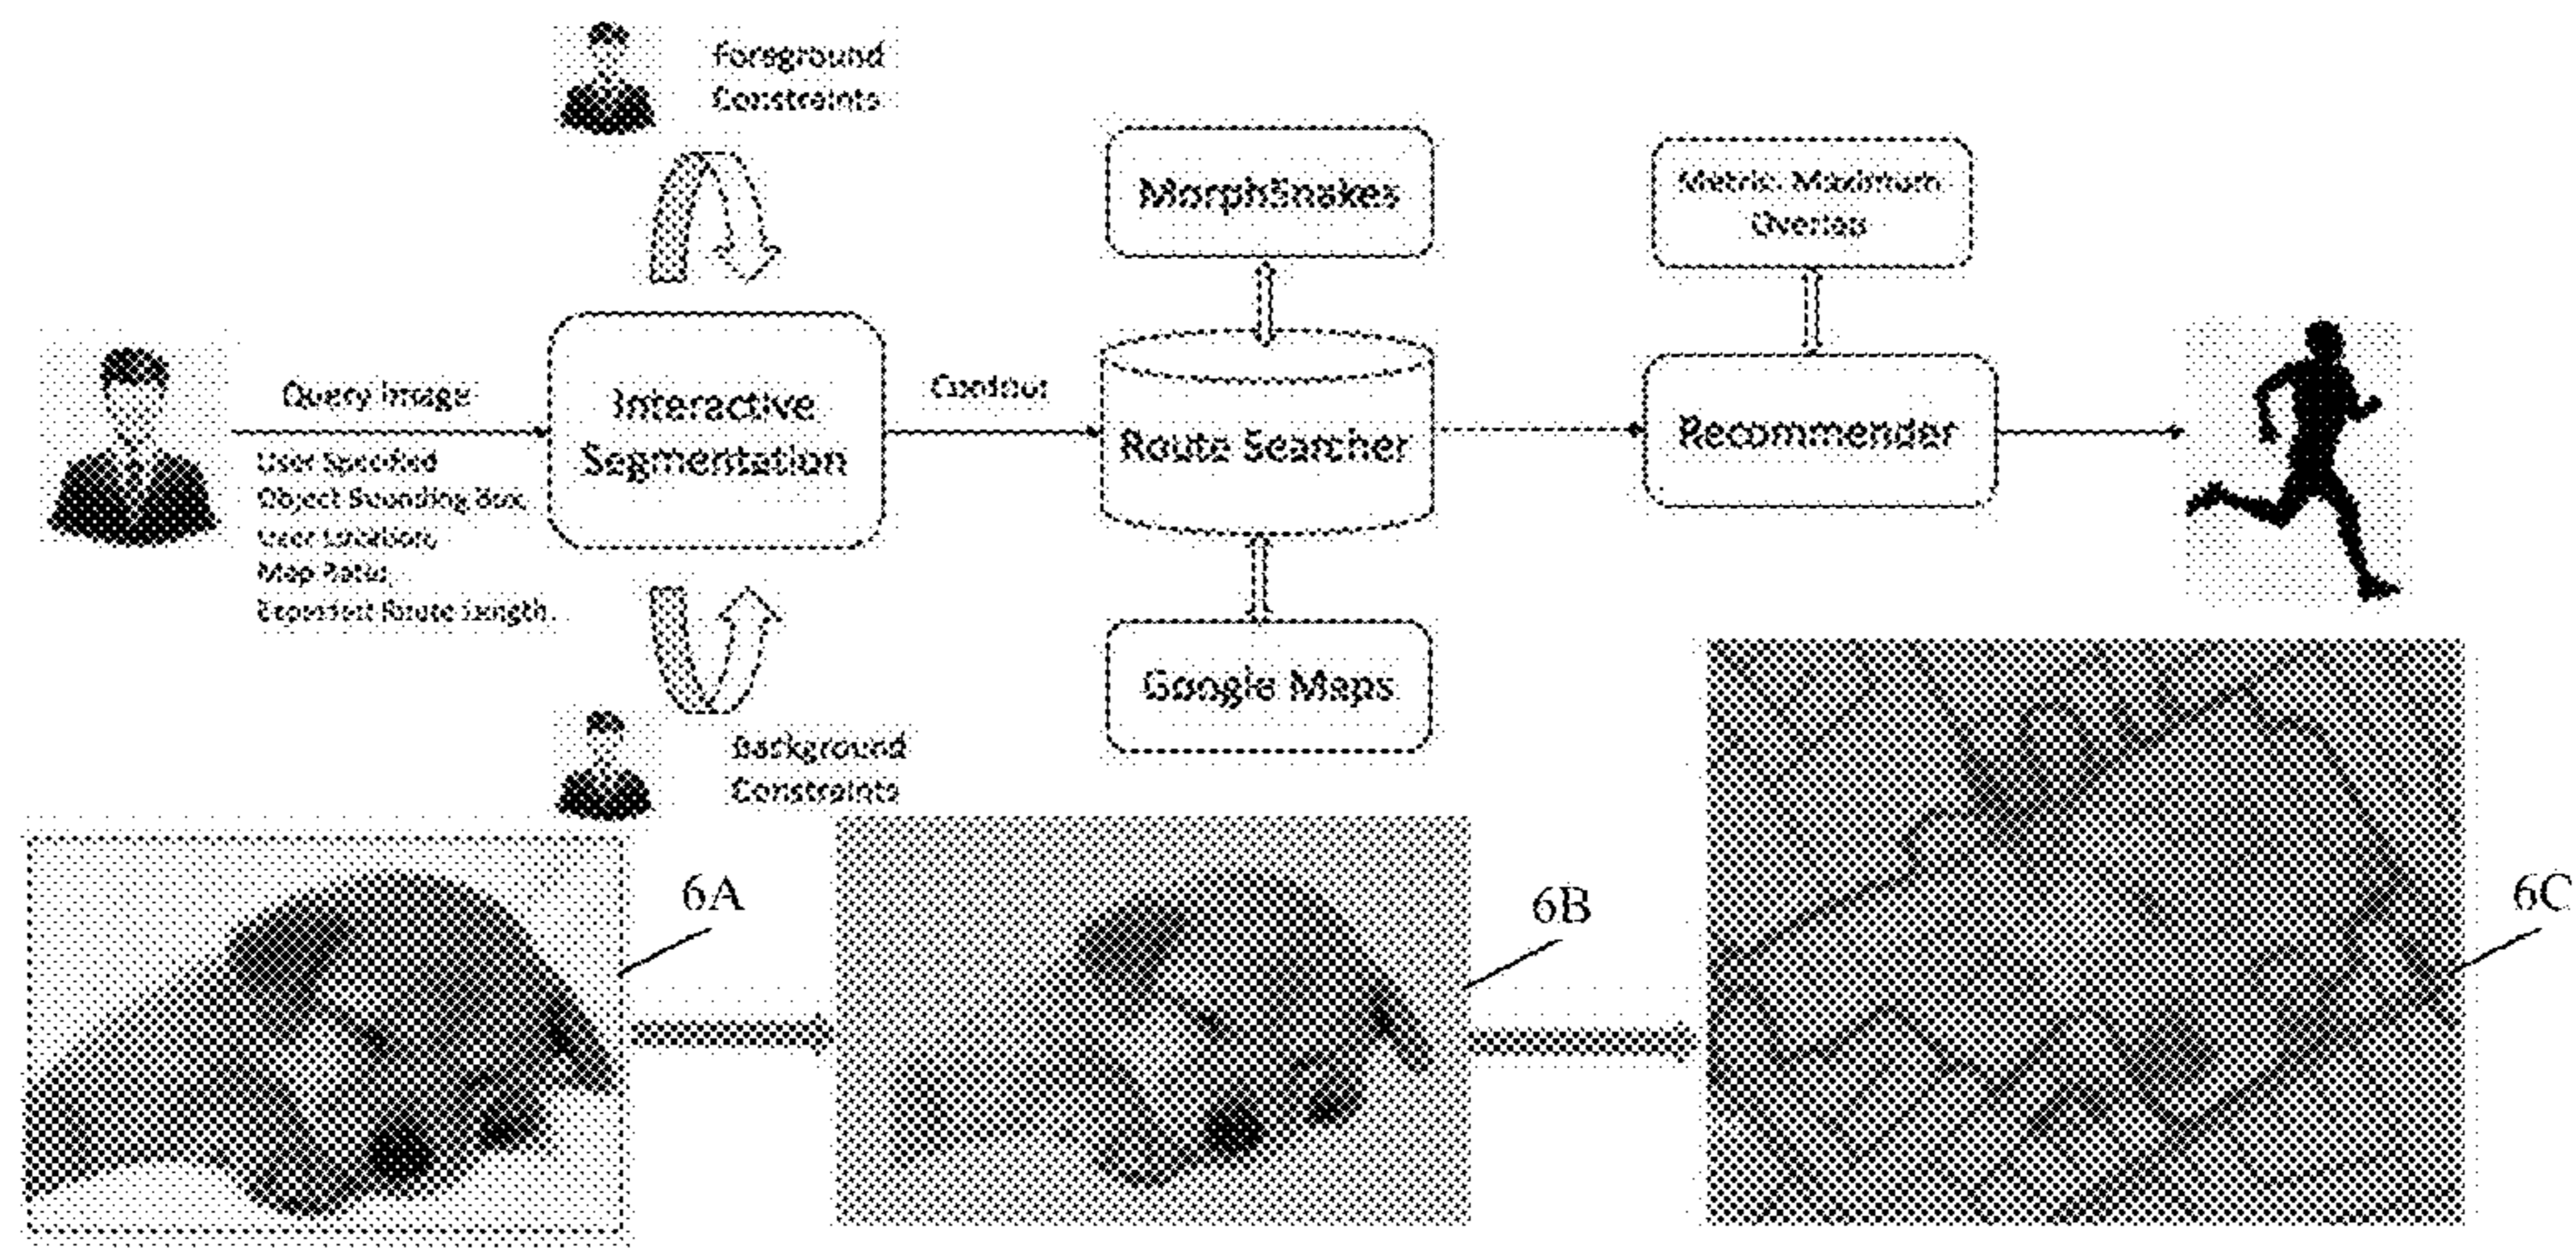 Foreground
Constraints
MorphSnakes
Metric: Maximum
Overlap
Query Image
User Specified
Object Bounding Box,
User Location,
Map Ratio,
Expected Route Length
Interactive
Segmentation
Contour
Route Searcher
Recommender
Google Maps
Background
Constraints
6A
6B
6C